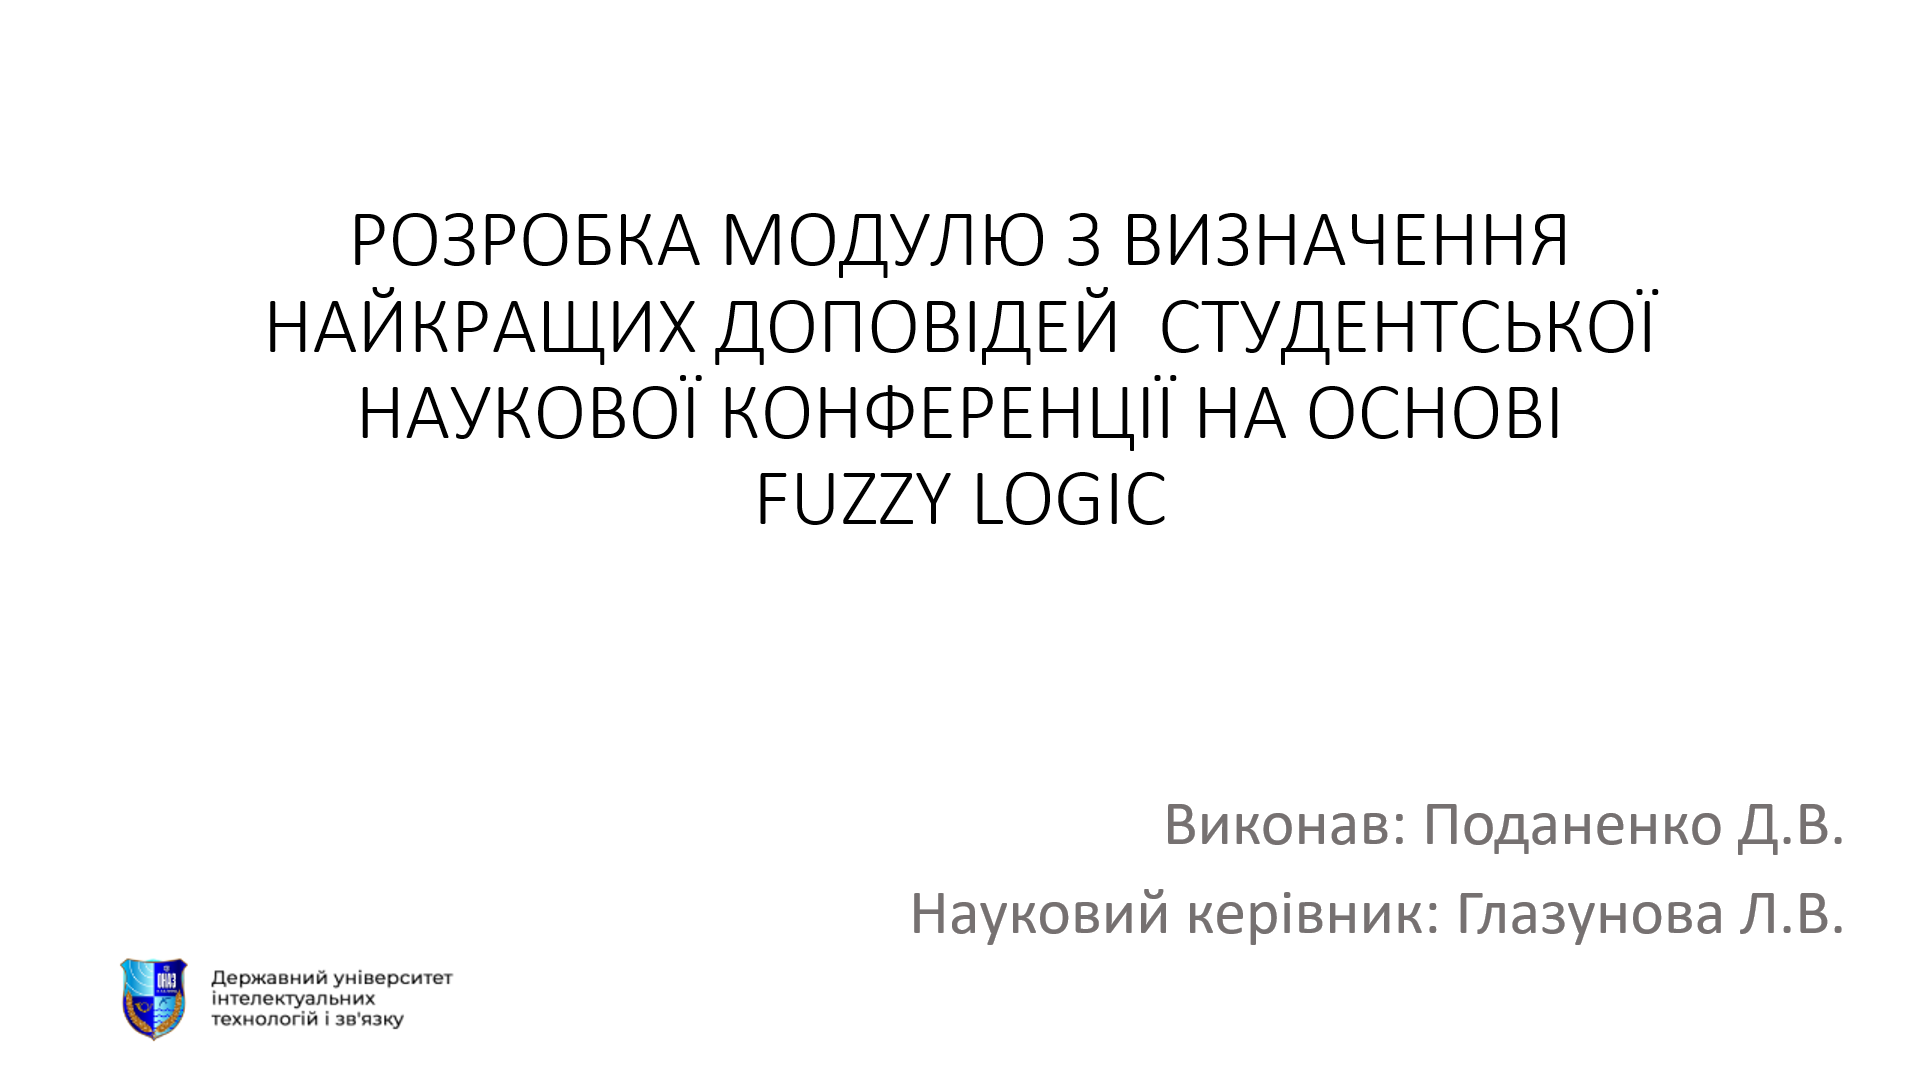 РОЗРОБКА МОДУЛЮ З ВИЗНАЧЕННЯ
НАЙКРАЩИХ ДОПОВІДЕЙ СТУДЕНТСЬКОЇ
НАУКОВОЇ КОНФЕРЕНЦІЇ НА ОСНОВІ
FUZZY LOGIC
Виконав: Поданенко Д.В.
Науковий керівник: Глазунова Л.В.
ОНАЗ
Державний університет
інтелектуальних
технологій і зв'язку